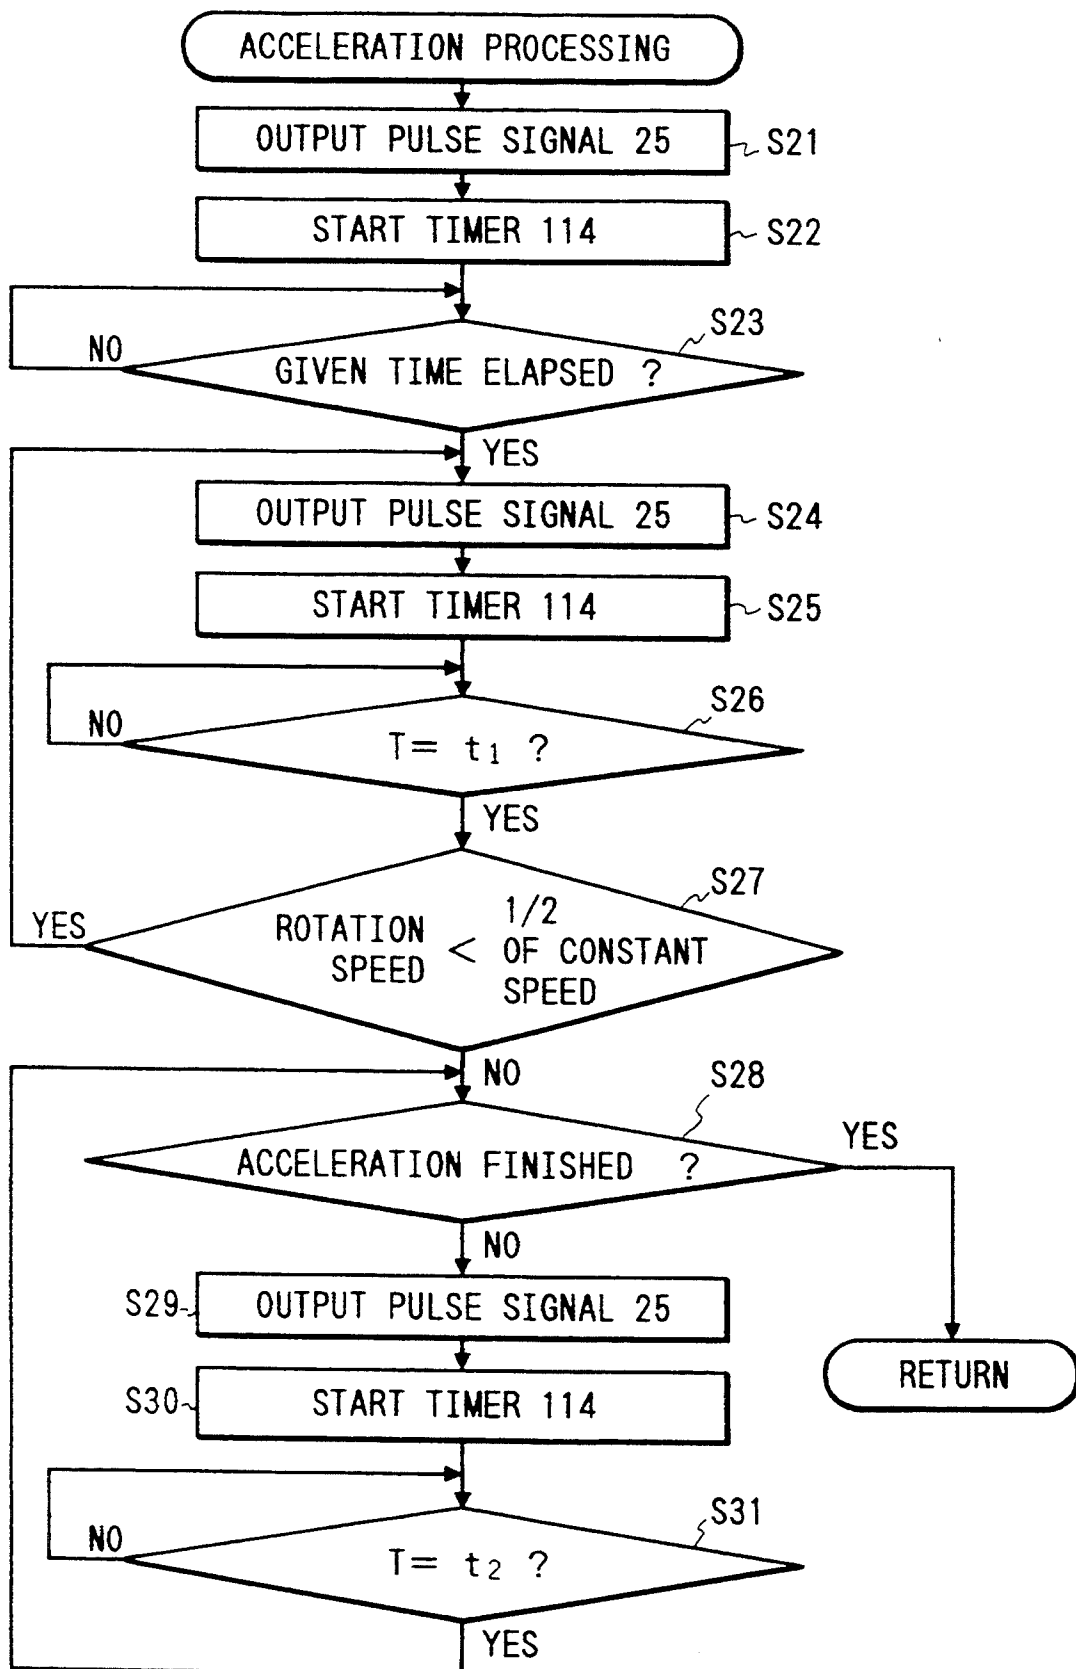 ACCELERATION PROCESSING
OUTPUT PULSE SIGNAL 25
S21
START TIMER 114
S22
S23
NO
GIVEN TIME ELAPSED ?
YES
OUTPUT PULSE SIGNAL 25
S24
START TIMER 114
S25
S26
NO
T= t₁ ?
YES
S27
YES
ROTATION SPEED < 1/2 OF CONSTANT SPEED
NO
S28
YES
ACCELERATION FINISHED ?
NO
S29
OUTPUT PULSE SIGNAL 25
S30
START TIMER 114
RETURN
S31
NO
T= t₂ ?
YES